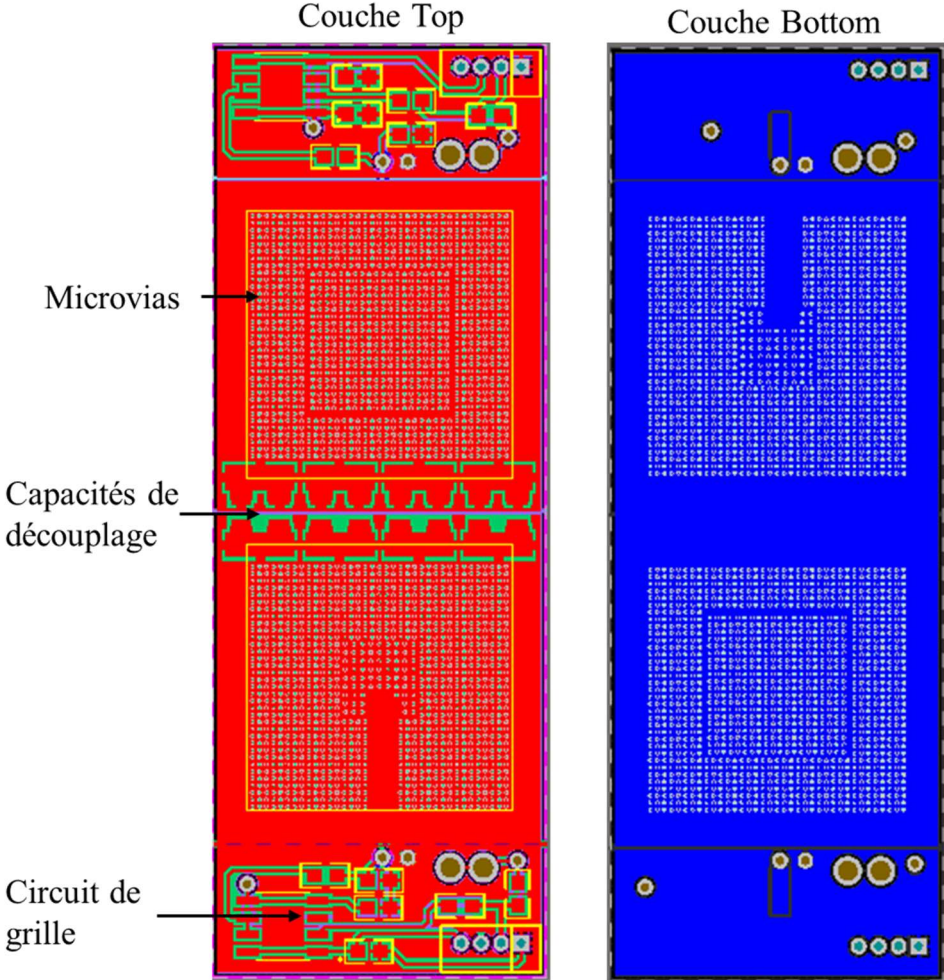 Couche Top
Couche Bottom
Microvias
Capacités de
découplage
Circuit de
grille